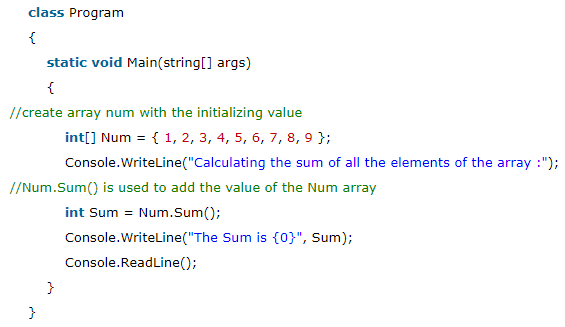 class Program
{
static void Main(string[] args)
{
//create array num with the initializing value
int[] Num = { 1, 2, 3, 4, 5, 6, 7, 8, 9 };
Console.WriteLine("Calculating the sum of all the elements of the array :");
//Num.Sum() is used to add the value of the Num array
int Sum = Num.Sum();
Console.WriteLine("The Sum is {0}", Sum);
Console.ReadLine();
}
}